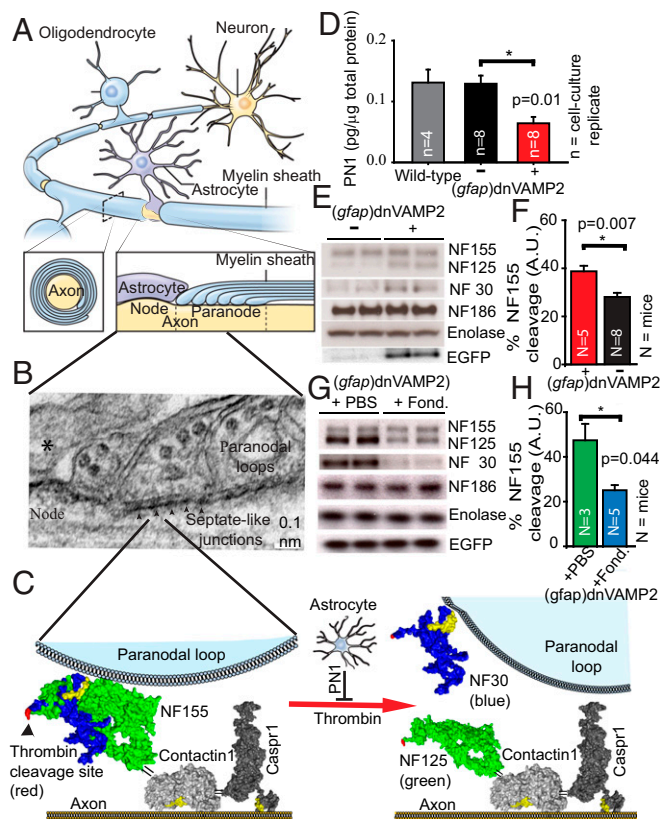 A
Oligodendrocyte
Neuron
Astrocyte
Myelin sheath
Axon
Myelin sheath
Astrocyte
Node
Axon
Paranode
B
*
Paranodal
loops
Node
Septate-like
junctions
0.1
nm
C
Paranodal loop
NF155
Thrombin
cleavage site
(red)
Contactin1
Caspr1
Axon
Astrocyte
PN1
Thrombin
NF30
(blue)
Paranodal
loop
NF125
(green)
Contactin1
Caspr1
Axon
D
PN1 (pg/µg total protein)
0.2
0.1
0.0
*
p=0.01
n=4
n=8
n=8
n = cell-culture
replicate
Wild-type
-
+
(gfap)dnVAMP2
E
(gfap)dnVAMP2
- +
NF155
NF125
NF 30
NF186
Enolase
EGFP
F
% NF155
cleavage (A.U.)
60
40
20
0
p=0.007
*
N=5
N=8
N = mice
+ -
(gfap)dnVAMP2
G
(gfap)dnVAMP2)
+ PBS + Fond.
NF155
NF125
NF 30
NF186
Enolase
EGFP
H
% NF155
cleavage (A.U.)
60
40
20
0
*
p=0.044
N=3
N=5
N = mice
+PBS
+Fond.
(gfap)dnVAMP2